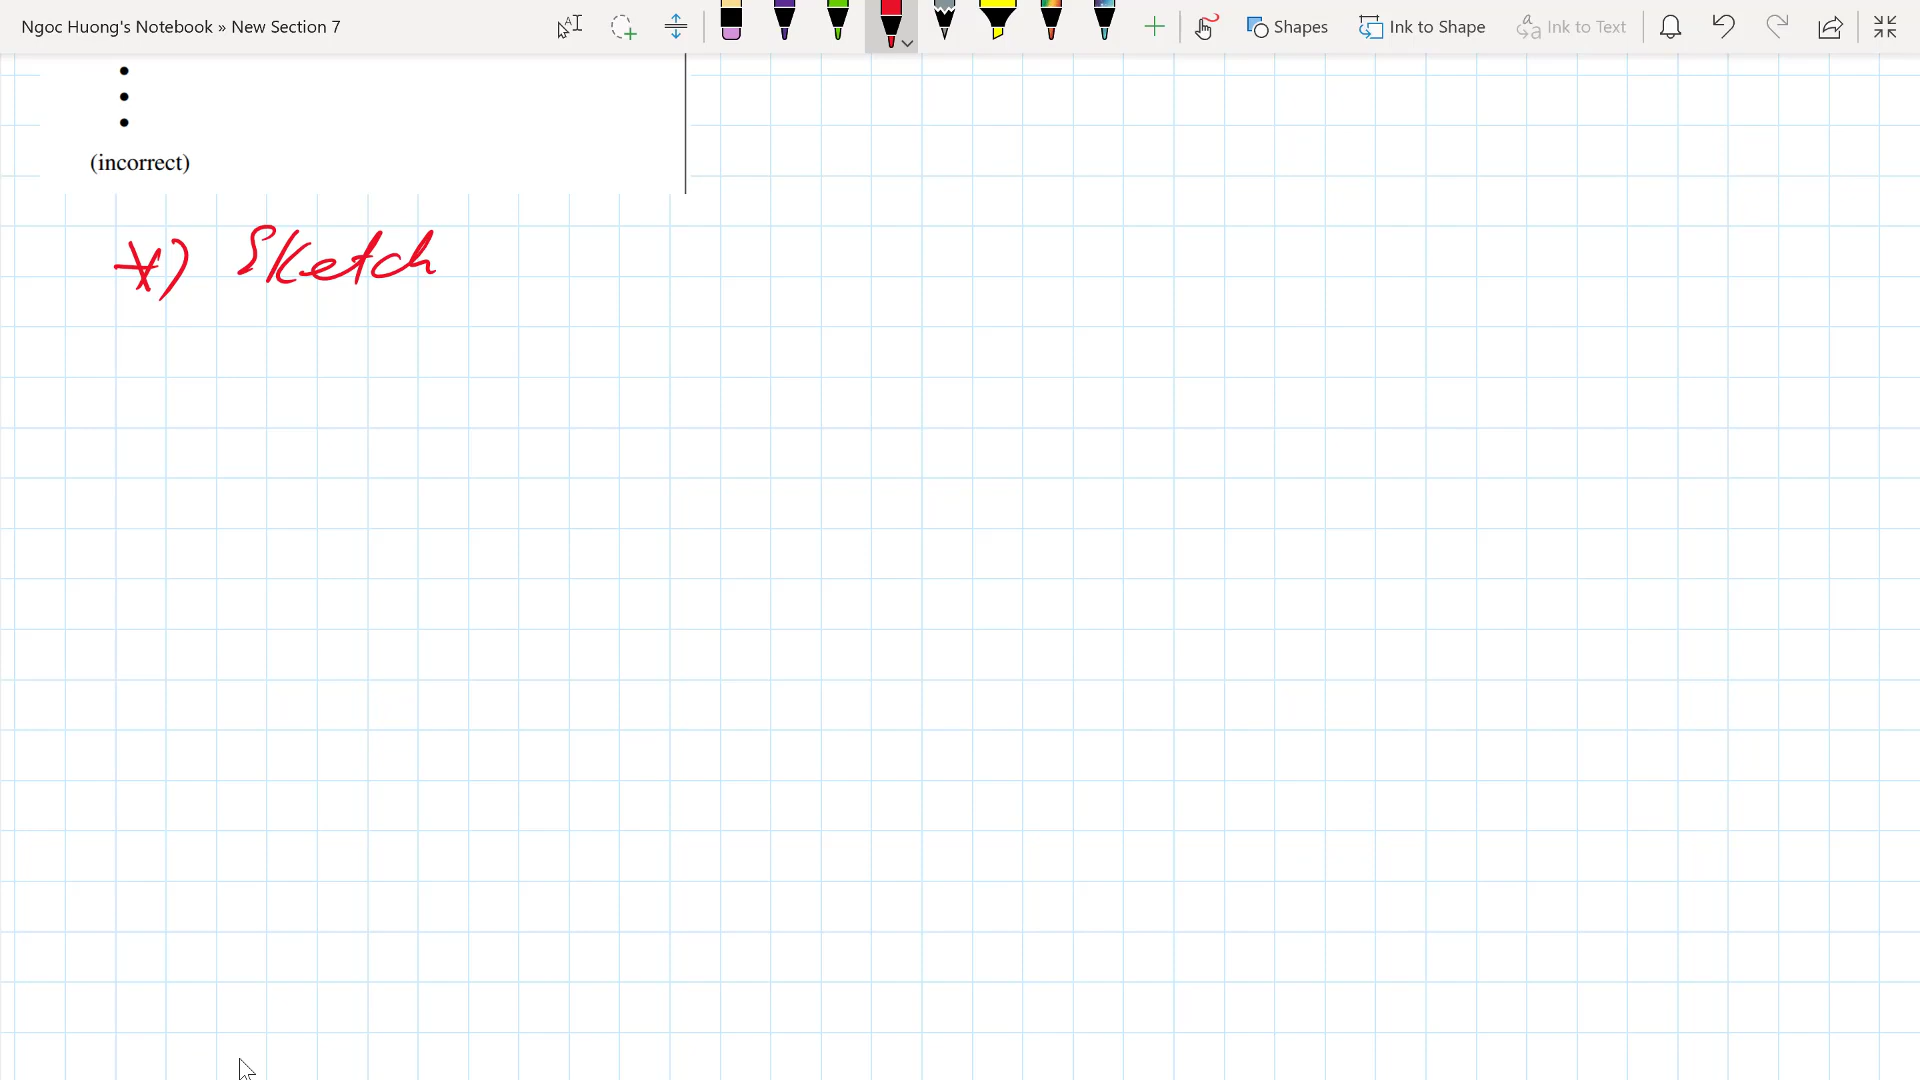 Ngoc Huong's Notebook » New Section 7 Shapes Ink to Shape Ink to Text
•
•
•
(incorrect)
*) Sketch